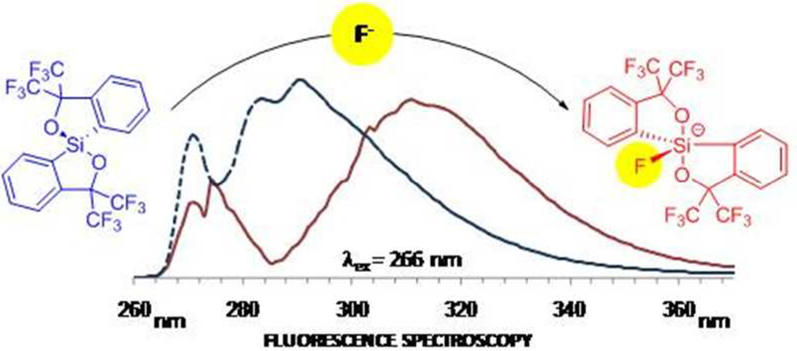 F-
F3C CF3
O
Si
O
CF3
CF3
F3C CF3
O
Si ⊖
F
O
F3C CF3
λex= 266 nm
260 280 300 320 340 360
nm nm
FLUORESCENCE SPECTROSCOPY